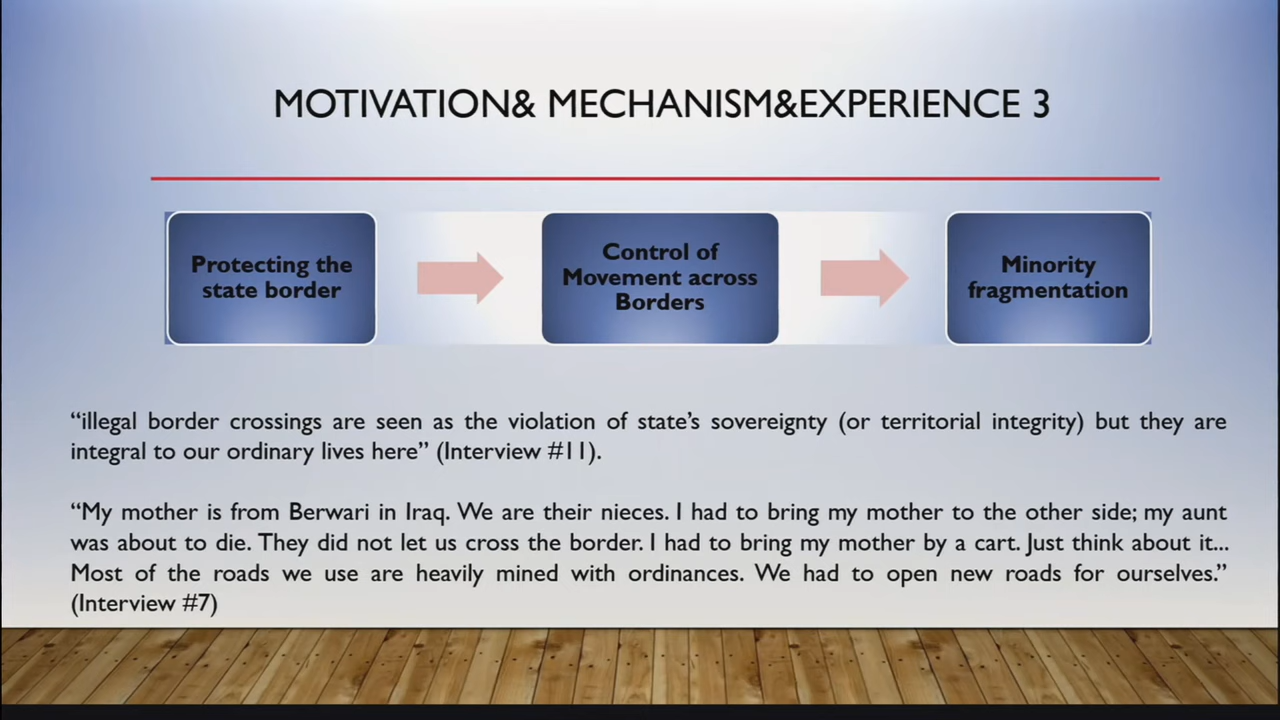 MOTIVATION& MECHANISM&EXPERIENCE 3
Protecting the
state border
Control of
Movement across
Borders
Minority
fragmentation
“illegal border crossings are seen as the violation of state’s sovereignty (or territorial integrity) but they are
integral to our ordinary lives here” (Interview #11).
“My mother is from Berwari in Iraq. We are their nieces. I had to bring my mother to the other side; my aunt
was about to die. They did not let us cross the border. I had to bring my mother by a cart. Just think about it...
Most of the roads we use are heavily mined with ordinances. We had to open new roads for ourselves.”
(Interview #7)